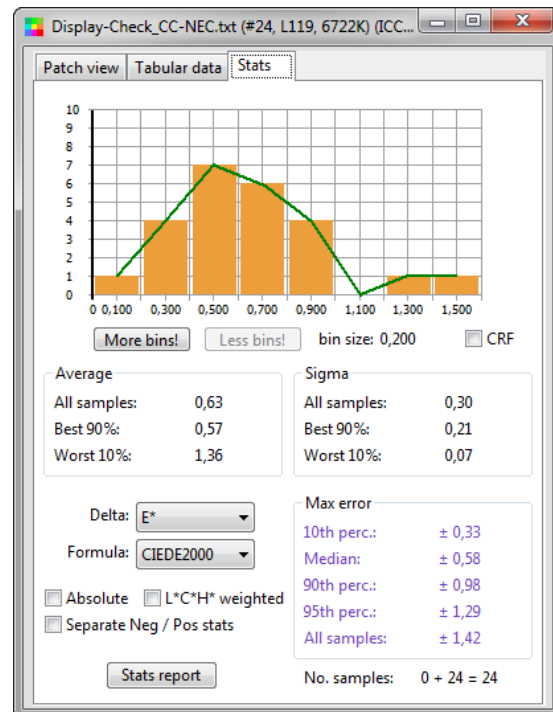 Display-Check_CC-NEC.txt (#24, L119, 6722K) (ICC...
Patch view Tabular data Stats
10
9
8
7
6
5
4
3
2
1
0
0 0,100 0,300 0,500 0,700 0,900 1,100 1,300 1,500
More bins! Less bins! bin size: 0,200 CRF
Average
All samples: 0,63
Best 90%: 0,57
Worst 10%: 1,36
Sigma
All samples: 0,30
Best 90%: 0,21
Worst 10%: 0,07
Delta: E*
Formula: CIEDE2000
Absolute L*C*H* weighted
Separate Neg / Pos stats
Stats report
Max error
10th perc.: ± 0,33
Median: ± 0,58
90th perc.: ± 0,98
95th perc.: ± 1,29
All samples: ± 1,42
No. samples: 0 + 24 = 24